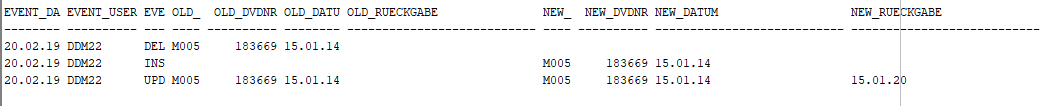 EVENT_DA EVENT_USER EVE OLD_ OLD_DVDNR OLD_DATU OLD_RUECKGABE NEW_ NEW_DVDNR NEW_DATUM NEW_RUECKGABE
-------- ---------- --- ---- ---------- -------- --------------------------- ---- ---------- --------------------------- ---------------------------
20.02.19 DDM22 DEL M005 183669 15.01.14
20.02.19 DDM22 INS M005 183669 15.01.14
20.02.19 DDM22 UPD M005 183669 15.01.14 M005 183669 15.01.14 15.01.20